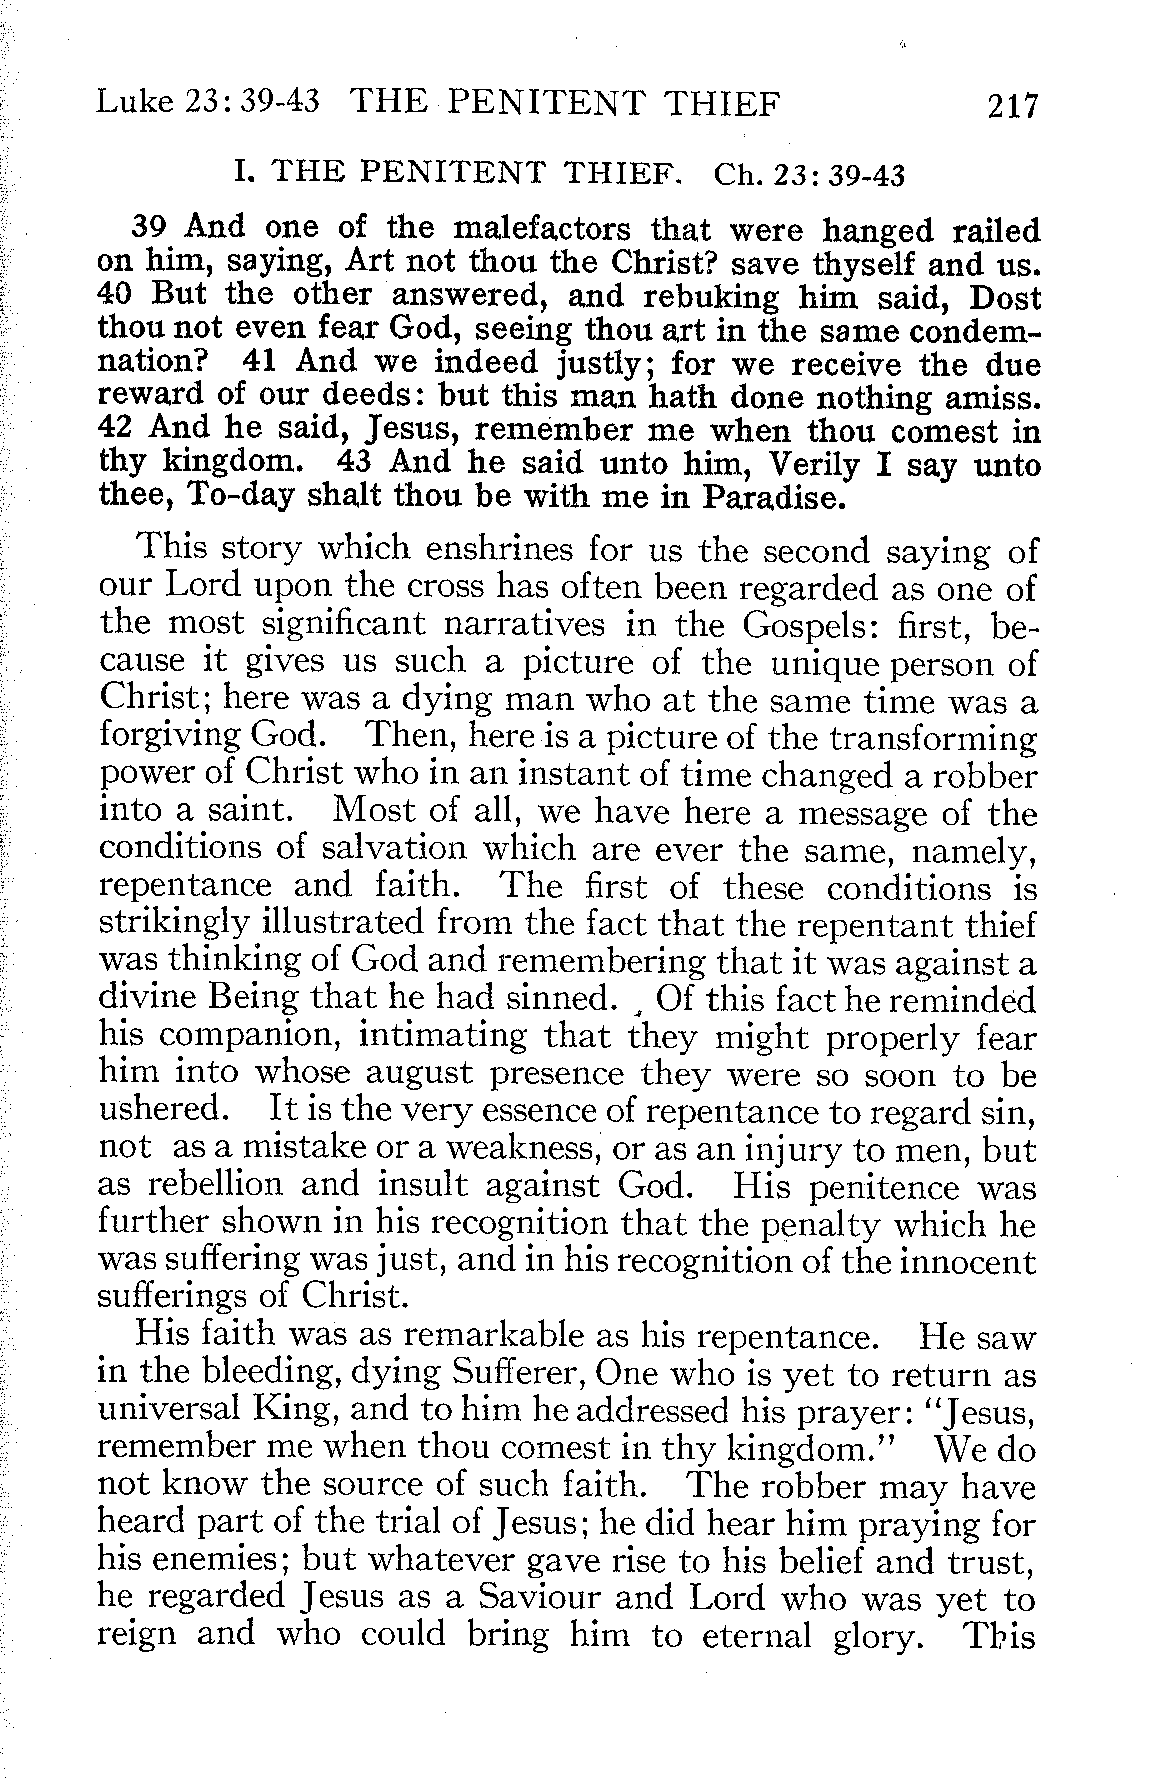 Luke 23: 39-43 THE PENITENT THIEF 217
I. THE PENITENT THIEF. Ch. 23: 39-43
39 And one of the malefactors that were hanged railed
on him, saying, Art not thou the Christ? save thyself and us.
40 But the other answered, and rebuking him said, Dost
thou not even fear God, seeing thou art in the same condem-
nation? 41 And we indeed justly; for we receive the due
reward of our deeds: but this man hath done nothing amiss.
42 And he said, Jesus, remember me when thou comest in
thy kingdom. 43 And he said unto him, Verily I say unto
thee, To-day shalt thou be with me in Paradise.
This story which enshrines for us the second saying of
our Lord upon the cross has often been regarded as one of
the most significant narratives in the Gospels: first, be-
cause it gives us such a picture of the unique person of
Christ; here was a dying man who at the same time was a
forgiving God. Then, here is a picture of the transforming
power of Christ who in an instant of time changed a robber
into a saint. Most of all, we have here a message of the
conditions of salvation which are ever the same, namely,
repentance and faith. The first of these conditions is
strikingly illustrated from the fact that the repentant thief
was thinking of God and remembering that it was against a
divine Being that he had sinned. Of this fact he reminded
his companion, intimating that they might properly fear
him into whose august presence they were so soon to be
ushered. It is the very essence of repentance to regard sin,
not as a mistake or a weakness, or as an injury to men, but
as rebellion and insult against God. His penitence was
further shown in his recognition that the penalty which he
was suffering was just, and in his recognition of the innocent
sufferings of Christ.
His faith was as remarkable as his repentance. He saw
in the bleeding, dying Sufferer, One who is yet to return as
universal King, and to him he addressed his prayer: "Jesus,
remember me when thou comest in thy kingdom." We do
not know the source of such faith. The robber may have
heard part of the trial of Jesus; he did hear him praying for
his enemies; but whatever gave rise to his belief and trust,
he regarded Jesus as a Saviour and Lord who was yet to
reign and who could bring him to eternal glory. This